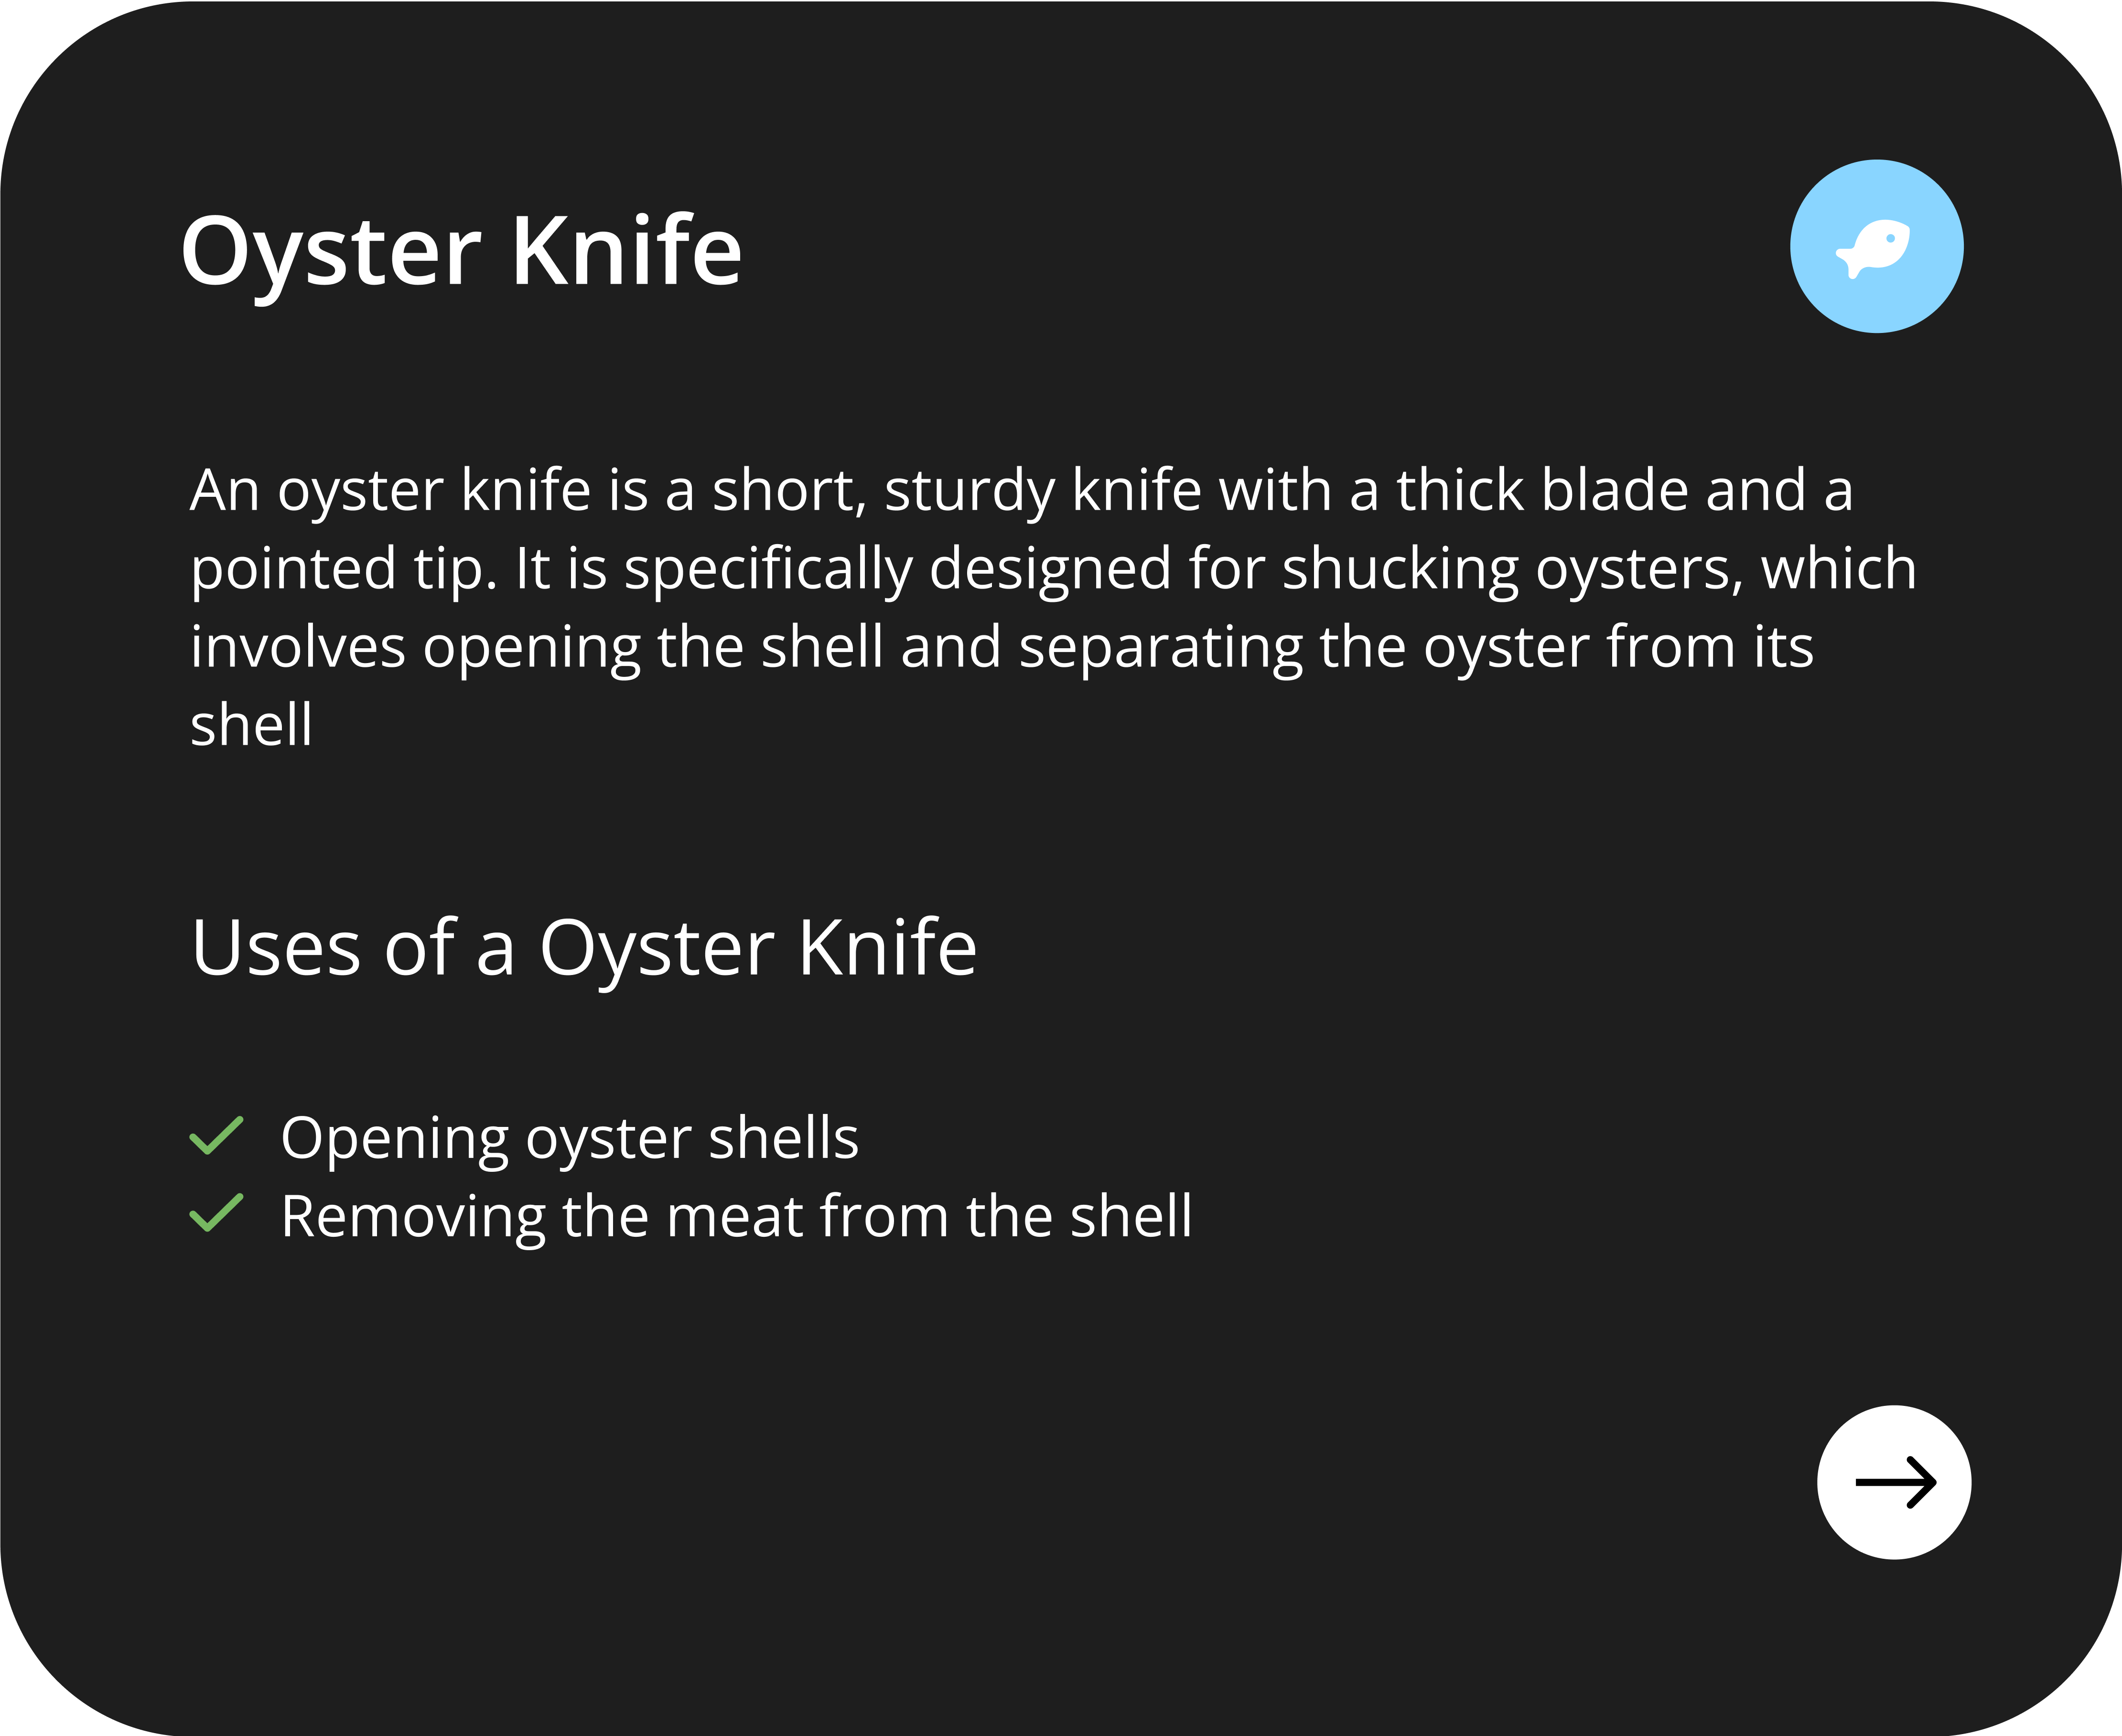 Oyster Knife
An oyster knife is a short, sturdy knife with a thick blade and a
pointed tip. It is specifically designed for shucking oysters, which
involves opening the shell and separating the oyster from its
shell
Uses of a Oyster Knife
Opening oyster shells
Removing the meat from the shell